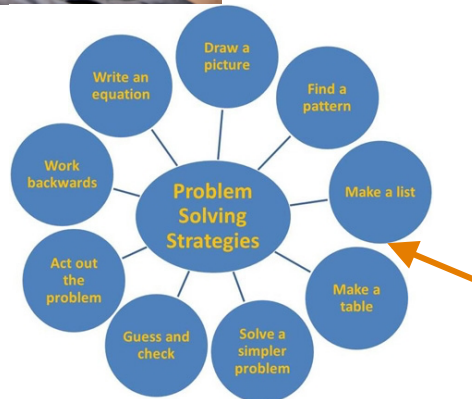 Problem
Solving
Strategies
Draw a
picture
Find a
pattern
Make a list
Make a
table
Solve a
simpler
problem
Guess and
check
Act out
the
problem
Work
backwards
Write an
equation